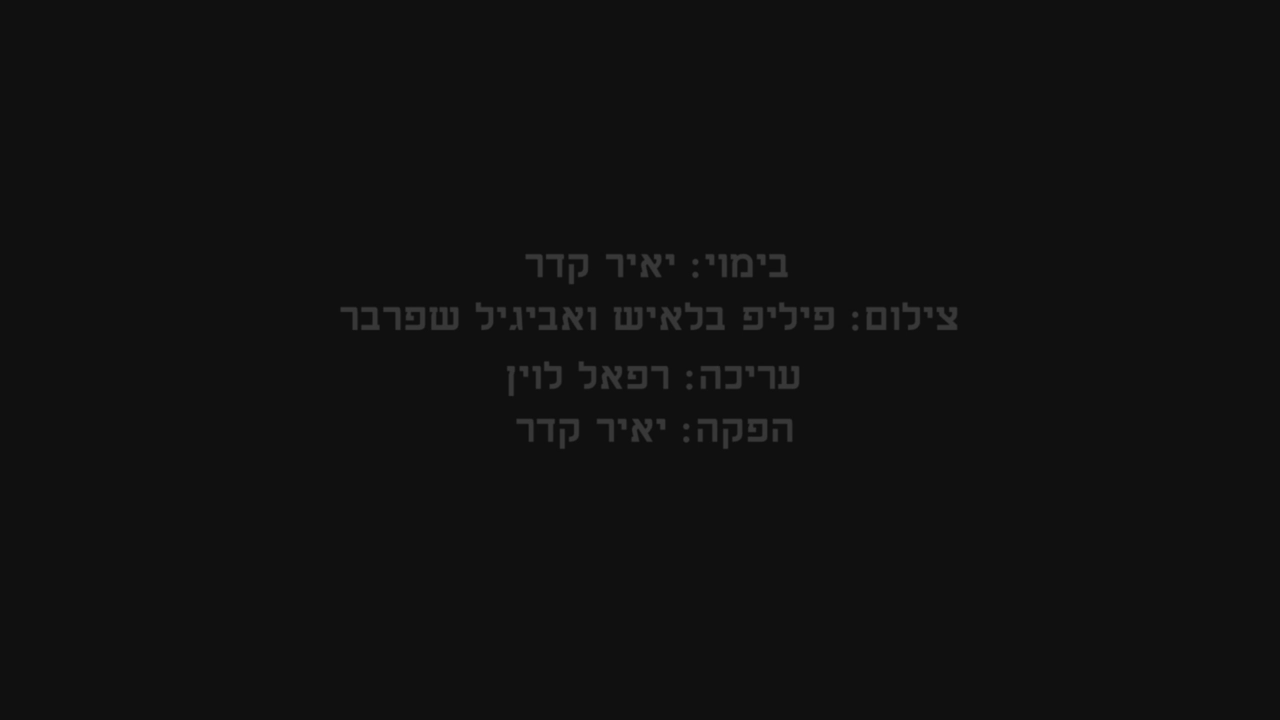 בימוי: יאיר קדר
צילום: פיליפ בלאיש ואביגיל שפרבר
עריכה: רפאל לוין
הפקה: יאיר קדר